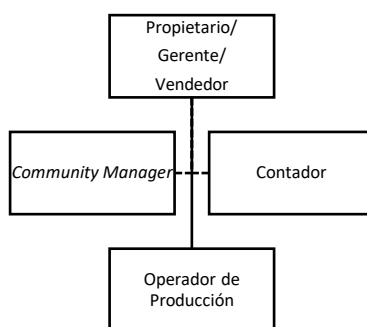 Propietario/
Gerente/
Vendedor
Community Manager
Contador
Operador de
Producción